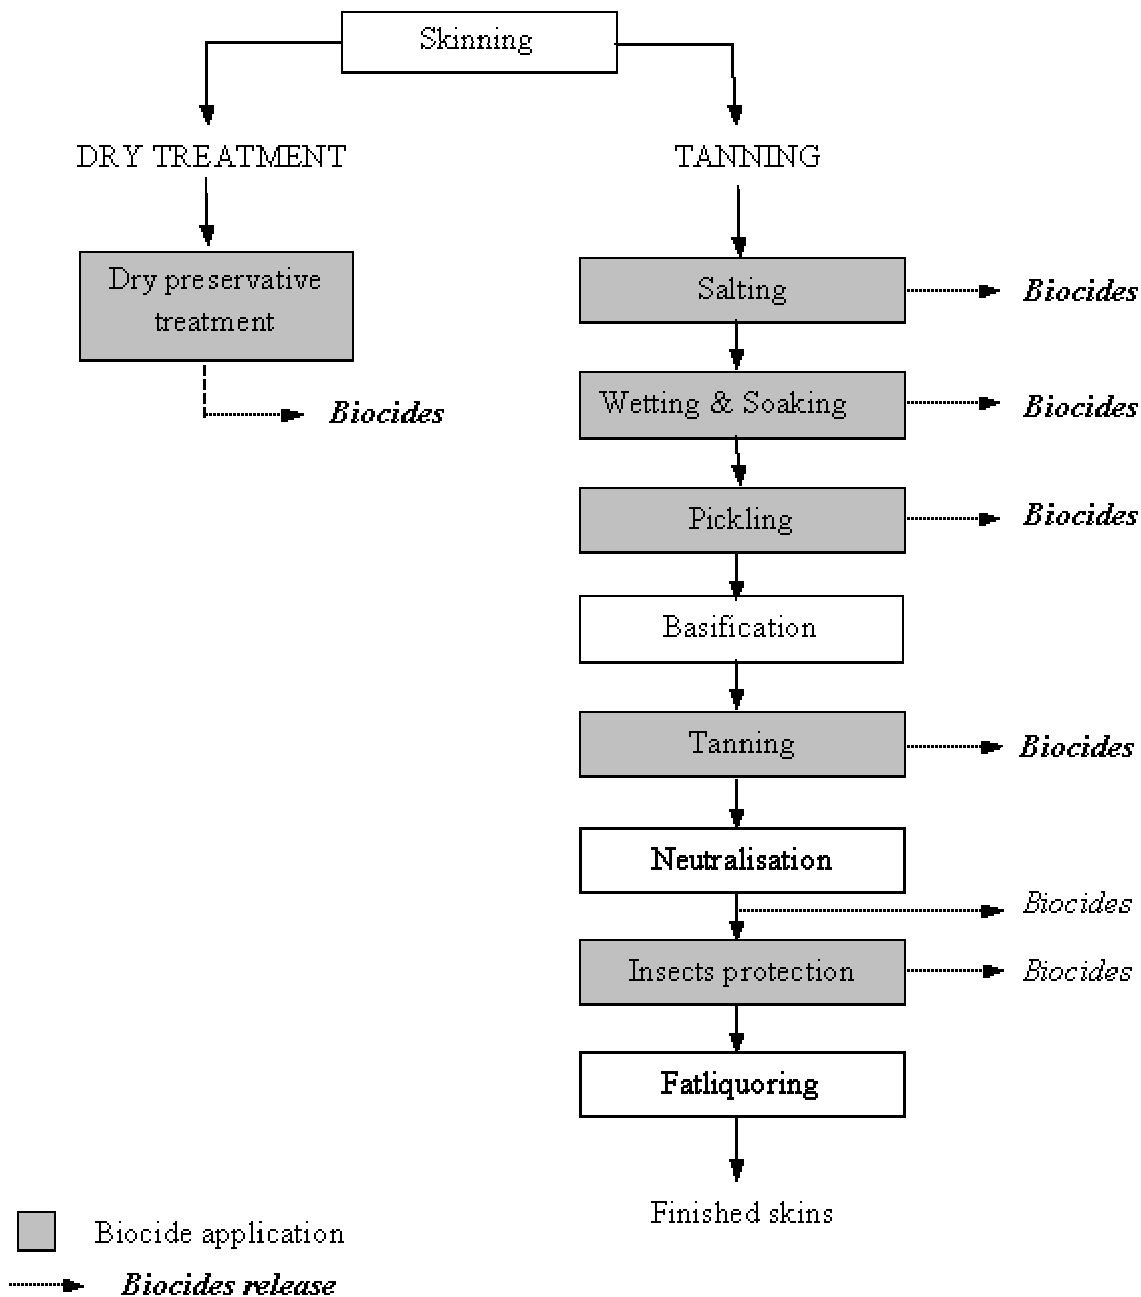 Skinning
DRY TREATMENT
TANNING
Dry preservative
treatment
Biocides
Salting
Biocides
Wetting & Soaking
Biocides
Pickling
Biocides
Basification
Tanning
Biocides
Neutralisation
Biocides
Insects protection
Biocides
Fatliquoring
Finished skins
Biocide application
Biocides release